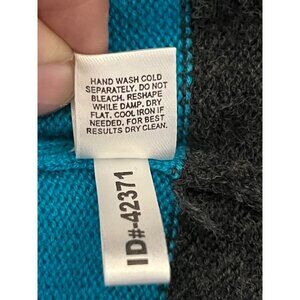 HAND WASH COLD
SEPARATELY. DO NOT
BLEACH. RESHAPE
WHILE DAMP. DRY
FLAT. COOL IRON IF
NEEDED. FOR BEST
RESULTS DRY CLEAN.
ID#-42371